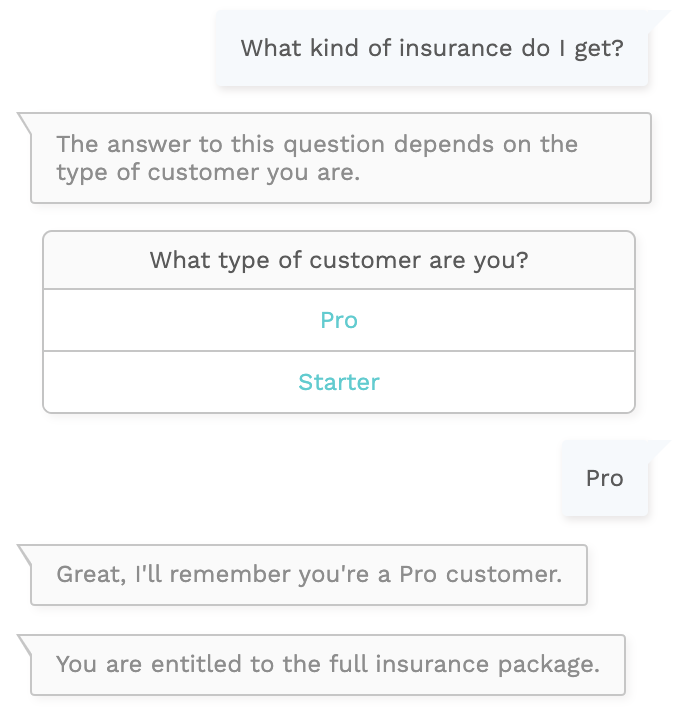 What kind of insurance do I get?
The answer to this question depends on the
type of customer you are.
What type of customer are you?
Pro
Starter
Pro
Great, I'll remember you're a Pro customer.
You are entitled to the full insurance package.